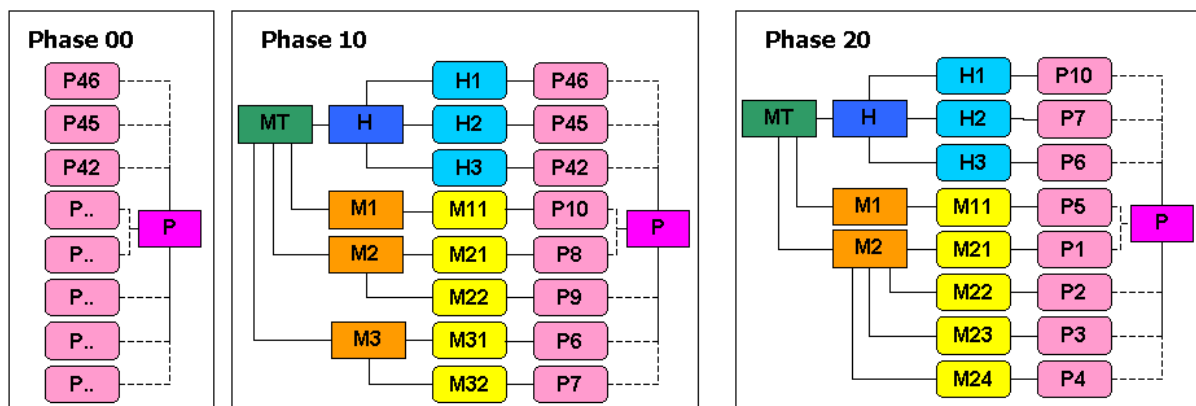 Phase 00
P46
P45
P42
P..
P..
P..
P..
P..
P
Phase 10
MT
H
H1
P46
H2
P45
H3
P42
M1
M11
P10
M2
M21
P8
M22
P9
M3
M31
P6
M32
P7
P
Phase 20
MT
H
H1
P10
H2
P7
H3
P6
M1
M11
P5
M2
M21
P1
M22
P2
M23
P3
M24
P4
P